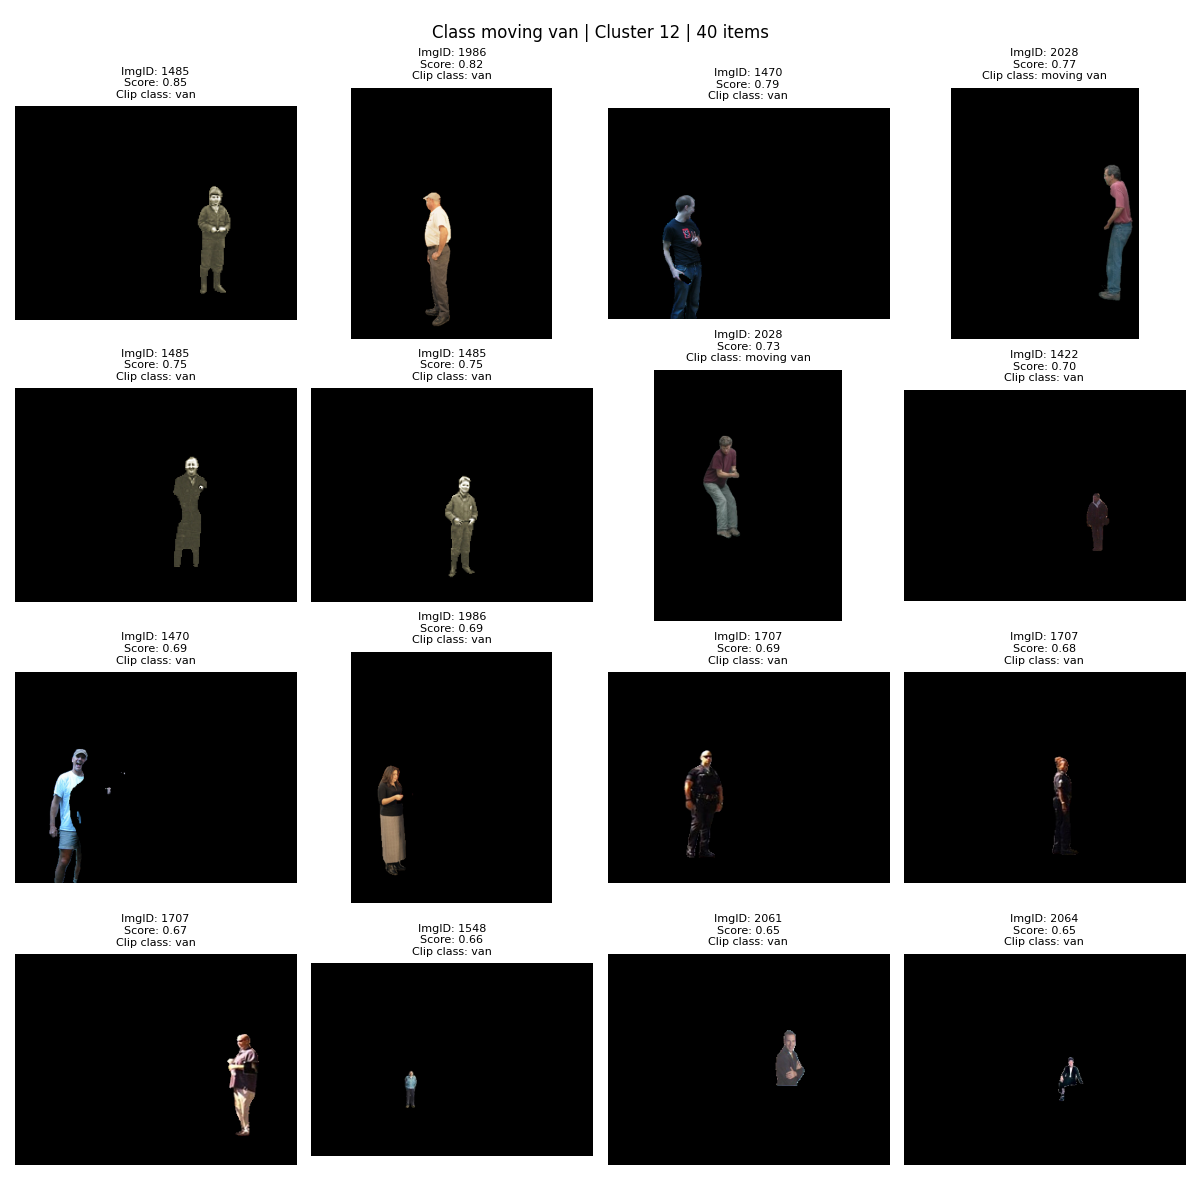 Class moving van | Cluster 12 | 40 items
ImgID: 1485
Score: 0.85
Clip class: van
ImgID: 1986
Score: 0.82
Clip class: van
ImgID: 1470
Score: 0.79
Clip class: van
ImgID: 2028
Score: 0.77
Clip class: moving van
ImgID: 1485
Score: 0.75
Clip class: van
ImgID: 1485
Score: 0.75
Clip class: van
ImgID: 2028
Score: 0.73
Clip class: moving van
ImgID: 1422
Score: 0.70
Clip class: van
ImgID: 1470
Score: 0.69
Clip class: van
ImgID: 1986
Score: 0.69
Clip class: van
ImgID: 1707
Score: 0.69
Clip class: van
ImgID: 1707
Score: 0.68
Clip class: van
ImgID: 1707
Score: 0.67
Clip class: van
ImgID: 1548
Score: 0.66
Clip class: van
ImgID: 2061
Score: 0.65
Clip class: van
ImgID: 2064
Score: 0.65
Clip class: van